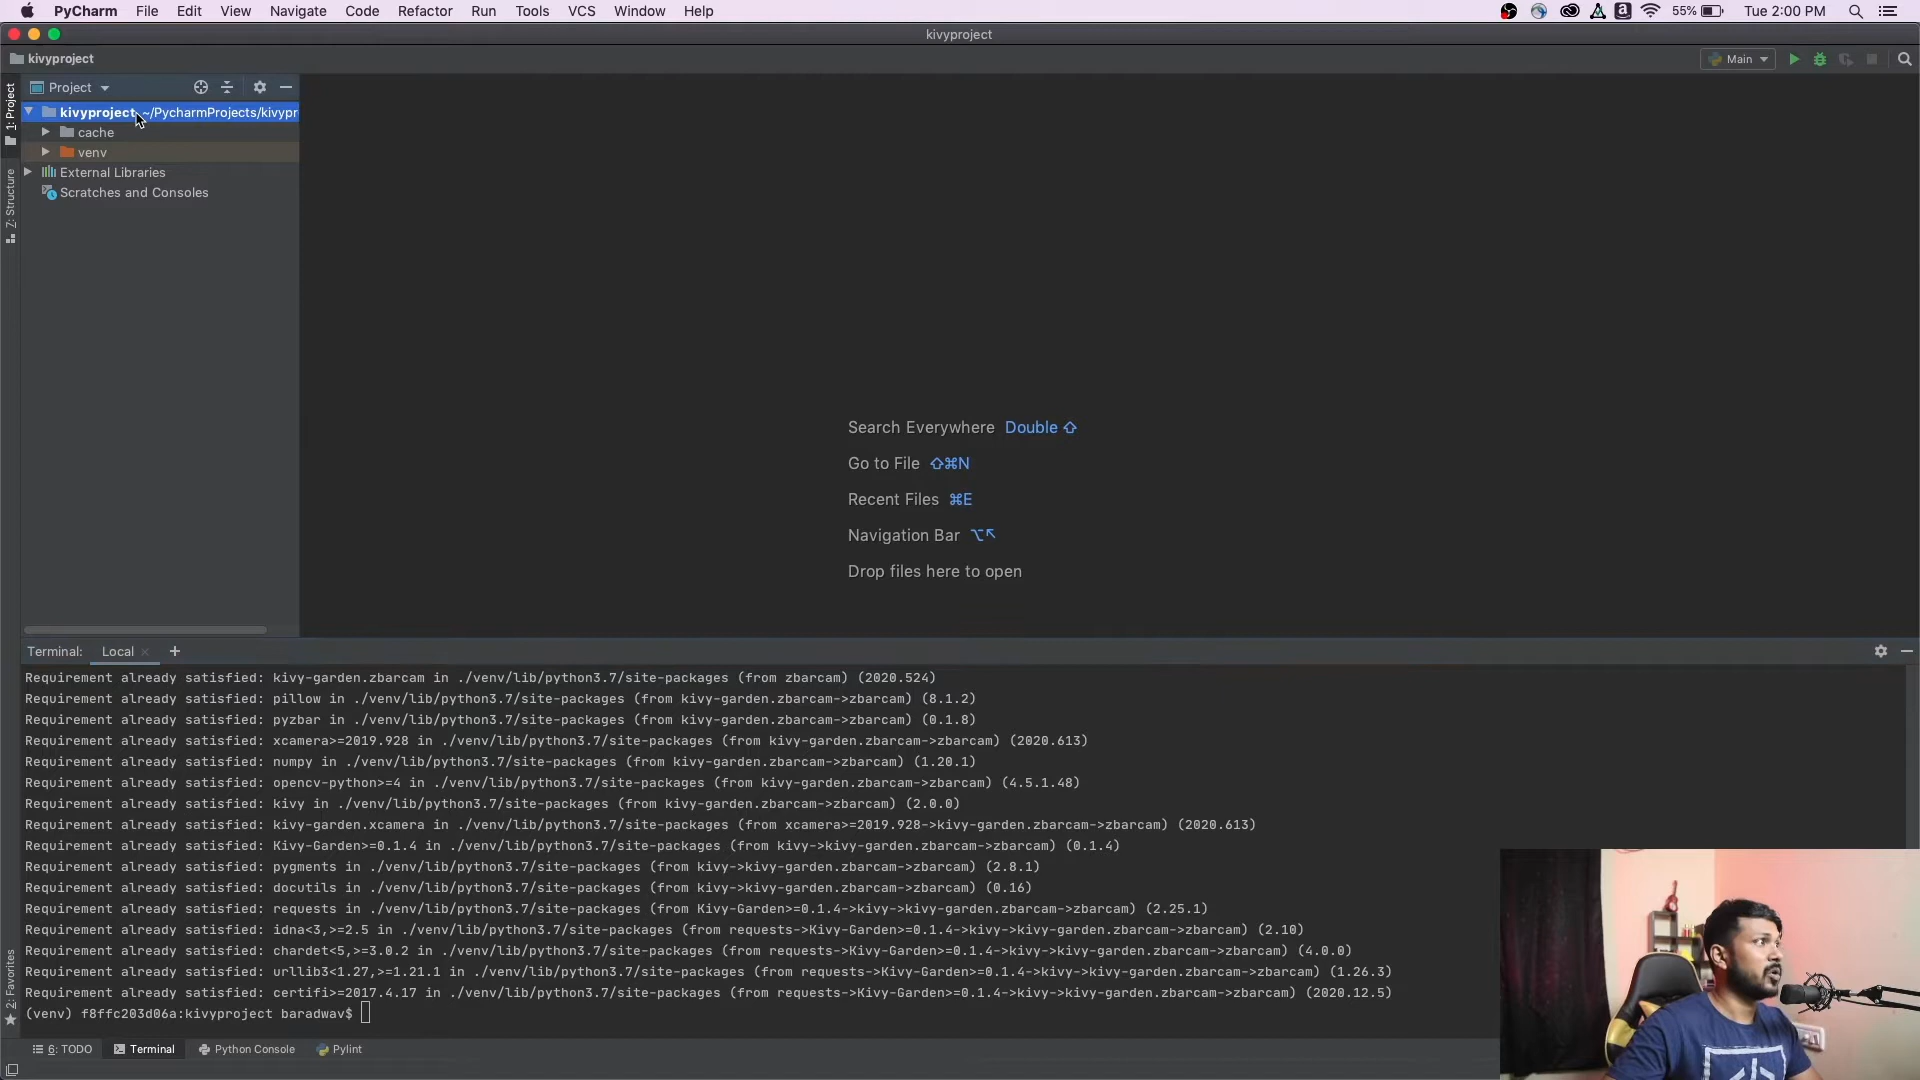 PyCharm File Edit View Navigate Code Refactor Run Tools VCS Window Help
55% Tue 2:00 PM
kivyproject
kivyproject
Main
1: Project
Project
kivyproject ~/PycharmProjects/kivypr
cache
venv
External Libraries
Scratches and Consoles
Z: Structure
Search Everywhere Double ⇧
Go to File ⇧⌘N
Recent Files ⌘E
Navigation Bar ⌥↖
Drop files here to open
Terminal: Local × +
Requirement already satisfied: kivy-garden.zbarcam in ./venv/lib/python3.7/site-packages (from zbarcam) (2020.524)
Requirement already satisfied: pillow in ./venv/lib/python3.7/site-packages (from kivy-garden.zbarcam->zbarcam) (8.1.2)
Requirement already satisfied: pyzbar in ./venv/lib/python3.7/site-packages (from kivy-garden.zbarcam->zbarcam) (0.1.8)
Requirement already satisfied: xcamera>=2019.928 in ./venv/lib/python3.7/site-packages (from kivy-garden.zbarcam->zbarcam) (2020.613)
Requirement already satisfied: numpy in ./venv/lib/python3.7/site-packages (from kivy-garden.zbarcam->zbarcam) (1.20.1)
Requirement already satisfied: opencv-python>=4 in ./venv/lib/python3.7/site-packages (from kivy-garden.zbarcam->zbarcam) (4.5.1.48)
Requirement already satisfied: kivy in ./venv/lib/python3.7/site-packages (from kivy-garden.zbarcam->zbarcam) (2.0.0)
Requirement already satisfied: kivy-garden.xcamera in ./venv/lib/python3.7/site-packages (from xcamera>=2019.928->kivy-garden.zbarcam->zbarcam) (2020.613)
Requirement already satisfied: Kivy-Garden>=0.1.4 in ./venv/lib/python3.7/site-packages (from kivy->kivy-garden.zbarcam->zbarcam) (0.1.4)
Requirement already satisfied: pygments in ./venv/lib/python3.7/site-packages (from kivy->kivy-garden.zbarcam->zbarcam) (2.8.1)
Requirement already satisfied: docutils in ./venv/lib/python3.7/site-packages (from kivy->kivy-garden.zbarcam->zbarcam) (0.16)
Requirement already satisfied: requests in ./venv/lib/python3.7/site-packages (from Kivy-Garden>=0.1.4->kivy->kivy-garden.zbarcam->zbarcam) (2.25.1)
Requirement already satisfied: idna<3,>=2.5 in ./venv/lib/python3.7/site-packages (from requests->Kivy-Garden>=0.1.4->kivy->kivy-garden.zbarcam->zbarcam) (2.10)
Requirement already satisfied: chardet<5,>=3.0.2 in ./venv/lib/python3.7/site-packages (from requests->Kivy-Garden>=0.1.4->kivy->kivy-garden.zbarcam->zbarcam) (4.0.0)
Requirement already satisfied: urllib3<1.27,>=1.21.1 in ./venv/lib/python3.7/site-packages (from requests->Kivy-Garden>=0.1.4->kivy->kivy-garden.zbarcam->zbarcam) (1.26.3)
Requirement already satisfied: certifi>=2017.4.17 in ./venv/lib/python3.7/site-packages (from requests->Kivy-Garden>=0.1.4->kivy->kivy-garden.zbarcam->zbarcam) (2020.12.5)
(venv) f8ffc203d06a:kivyproject baradwav$
2: Favorites
6: TODO Terminal Python Console Pylint